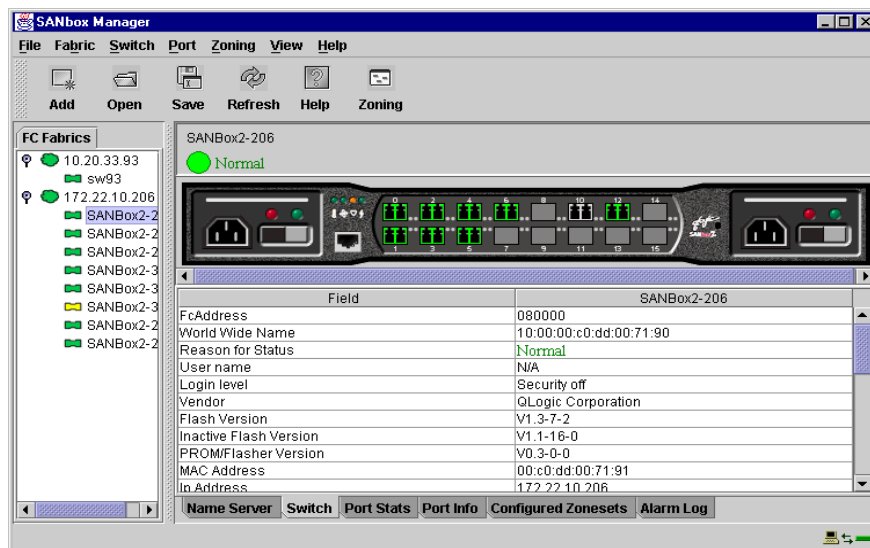 SANbox Manager
File Fabric Switch Port Zoning View Help
Add Open Save Refresh Help Zoning
FC Fabrics
10.20.33.93
sw93
172.22.10.206
SANBox2-2
SANBox2-2
SANBox2-2
SANBox2-3
SANBox2-3
SANBox2-3
SANBox2-2
SANBox2-2
SANBox2-206
Normal
0 2 4 6 8 10 12 14
1 3 5 7 9 11 13 15
Field SANBox2-206
FcAddress 080000
World Wide Name 10:00:00:c0:dd:00:71:90
Reason for Status Normal
User name N/A
Login level Security off
Vendor QLogic Corporation
Flash Version V1.3-7-2
Inactive Flash Version V1.1-16-0
PROM/Flasher Version V0.3-0-0
MAC Address 00:c0:dd:00:71:91
In Address 172.22.10.206
Name Server Switch Port Stats Port Info Configured Zonesets Alarm Log